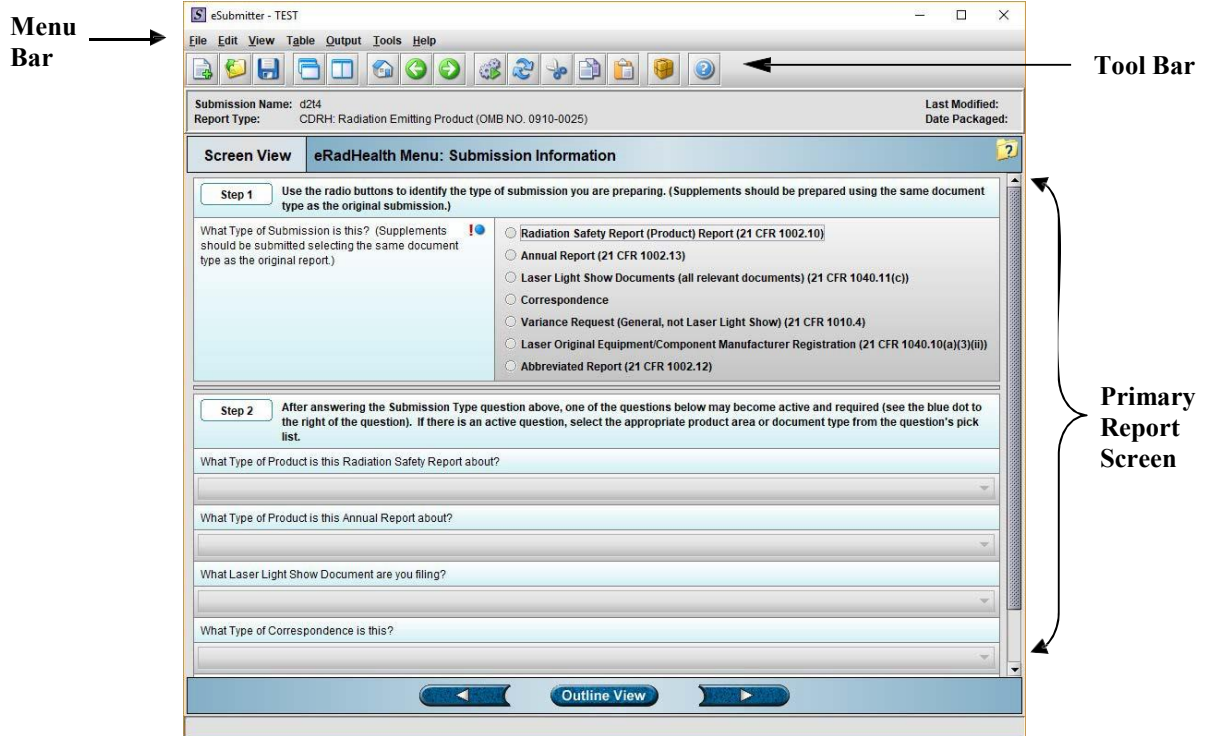 eSubmitter - TEST
Menu
Bar
File Edit View Table Output Tools Help
Tool Bar
Submission Name: d2t4
Last Modified:
Report Type: CDRH: Radiation Emitting Product (OMB NO. 0910-0025)
Date Packaged:
Screen View
eRadHealth Menu: Submission Information
Step 1
Use the radio buttons to identify the type of submission you are preparing. (Supplements should be prepared using the same document
type as the original submission.)
What Type of Submission is this? (Supplements
should be submitted selecting the same document
type as the original report.)
Radiation Safety Report (Product) Report (21 CFR 1002.10)
Annual Report (21 CFR 1002.13)
Laser Light Show Documents (all relevant documents) (21 CFR 1040.11(c))
Correspondence
Variance Request (General, not Laser Light Show) (21 CFR 1010.4)
Laser Original Equipment/Component Manufacturer Registration (21 CFR 1040.10(a)(3)(ii))
Abbreviated Report (21 CFR 1002.12)
Step 2
After answering the Submission Type question above, one of the questions below may become active and required (see the blue dot to
the right of the question). If there is an active question, select the appropriate product area or document type from the question's pick
list.
What Type of Product is this Radiation Safety Report about?
What Type of Product is this Annual Report about?
What Laser Light Show Document are you filing?
What Type of Correspondence is this?
Primary
Report
Screen
Outline View